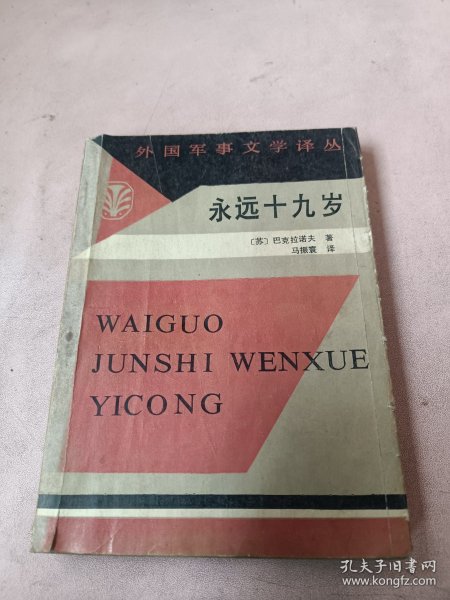 外国军事文学译丛
永远十九岁
〔苏〕巴克拉诺夫 著
马振寰 译
WAIGUO
JUNSHI WENXUE
YICONG
孔夫子旧书网
www.kongfz.com